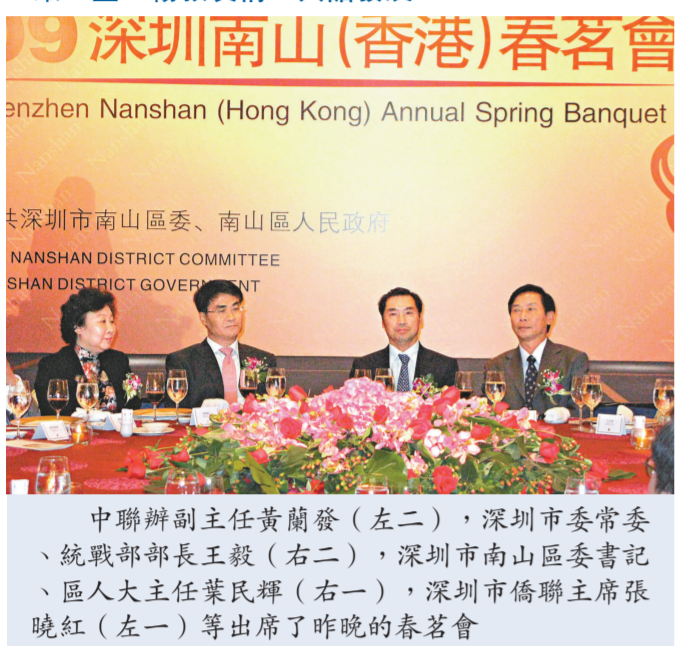 09深圳南山(香港)春茗會
enzhen Nanshan (Hong Kong) Annual Spring Banquet
共深圳市南山區委、南山區人民政府
NANSHAN DISTRICT COMMITTEE
SHAN DISTRICT GOVERNMENT
中聯辦副主任黃蘭發（左二），深圳市委常委
、統戰部部長王毅（右二），深圳市南山區委書記
、區人大主任葉民輝（右一），深圳市僑聯主席張
曉紅（左一）等出席了昨晚的春茗會